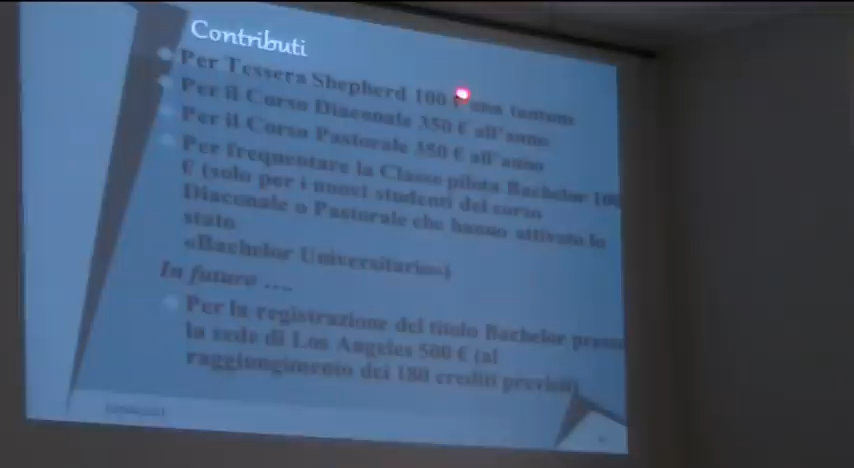 Contributi
Per Tessera Shepherd 100 € una tantum
Per il Corso Diaconale 350 € all'anno
Per il Corso Pastorale 350 € all'anno
Per frequentare la Classe pilota Bachelor 100
€ (solo per i nuovi studenti del corso
Diaconale o Pastorale che hanno attivato lo
stato
«Bachelor Universitario»)
In futuro ....
Per la registrazione del titolo Bachelor presso
la sede di Los Angeles 500 € (al
raggiungimento dei 180 crediti previsti)